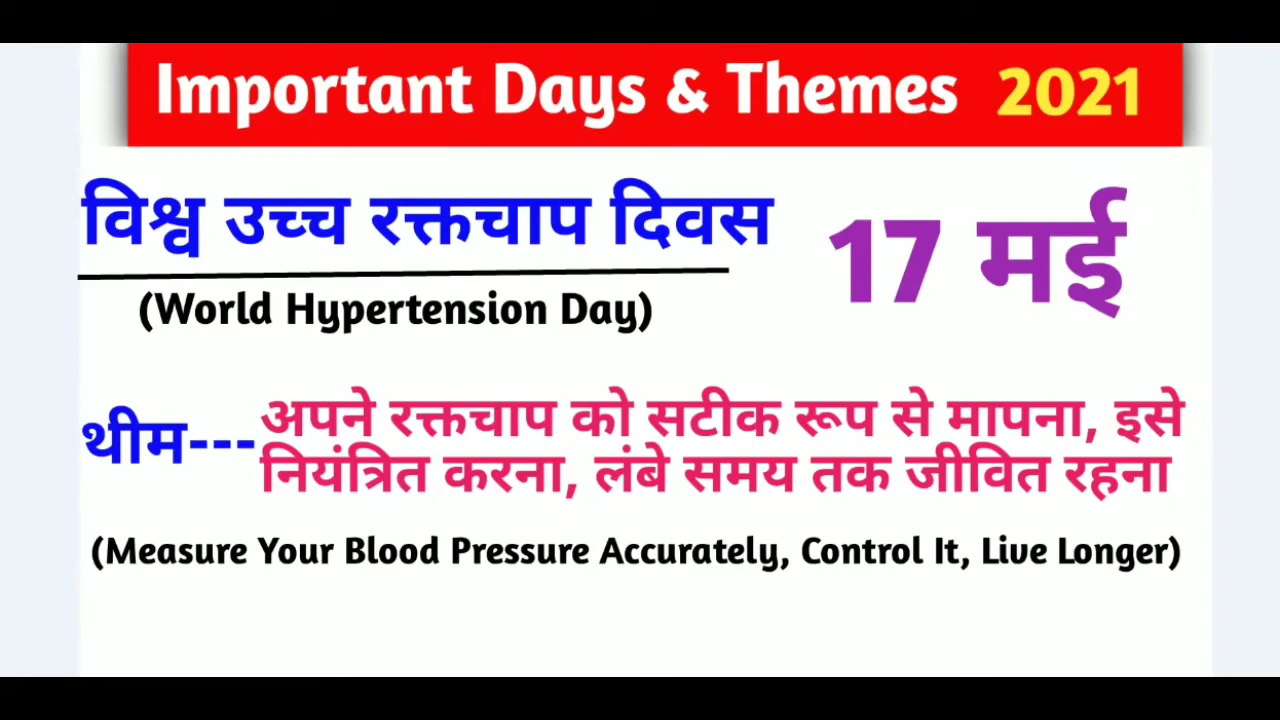 Important Days & Themes 2021
विश्व उच्च रक्तचाप दिवस 17 मई
(World Hypertension Day)
थीम---अपने रक्तचाप को सटीक रूप से मापना, इसे
नियंत्रित करना, लंबे समय तक जीवित रहना
(Measure Your Blood Pressure Accurately, Control It, Live Longer)